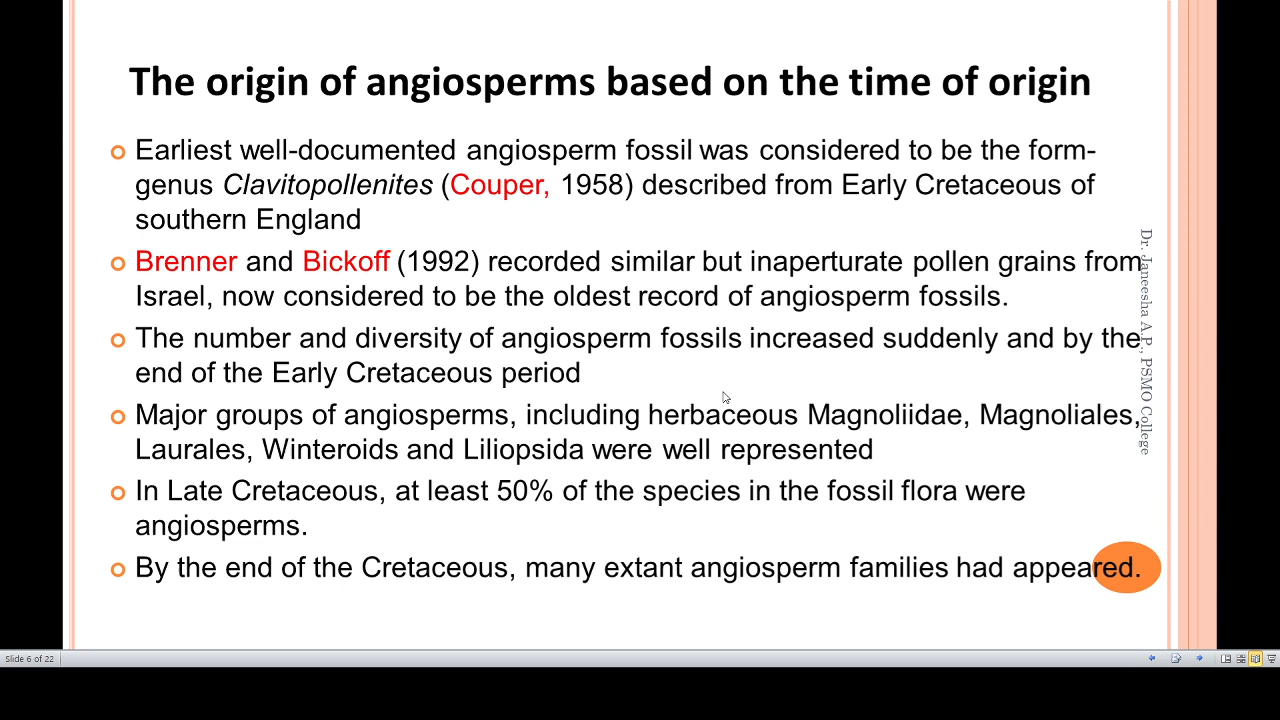 The origin of angiosperms based on the time of origin
Earliest well-documented angiosperm fossil was considered to be the form-
genus Clavitopollenites (Couper, 1958) described from Early Cretaceous of
southern England
Brenner and Bickoff (1992) recorded similar but inaperturate pollen grains from
Israel, now considered to be the oldest record of angiosperm fossils.
The number and diversity of angiosperm fossils increased suddenly and by the
end of the Early Cretaceous period
Major groups of angiosperms, including herbaceous Magnoliidae, Magnoliales,
Laurales, Winteroids and Liliopsida were well represented
In Late Cretaceous, at least 50% of the species in the fossil flora were
angiosperms.
By the end of the Cretaceous, many extant angiosperm families had appeared.
Dr. Janeesha A.P., PSMO College
Slide 6 of 22